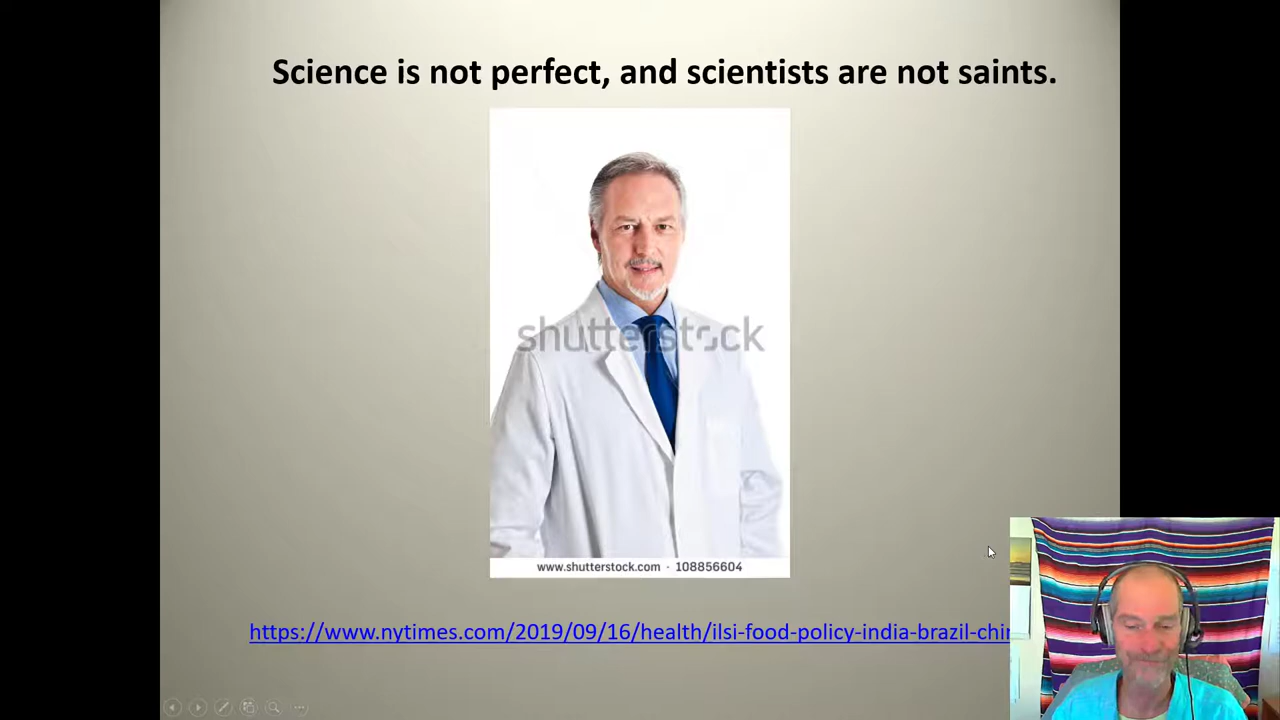 Science is not perfect, and scientists are not saints.
shutterstock
www.shutterstock.com · 108856604
https://www.nytimes.com/2019/09/16/health/ilsi-food-policy-india-brazil-chi